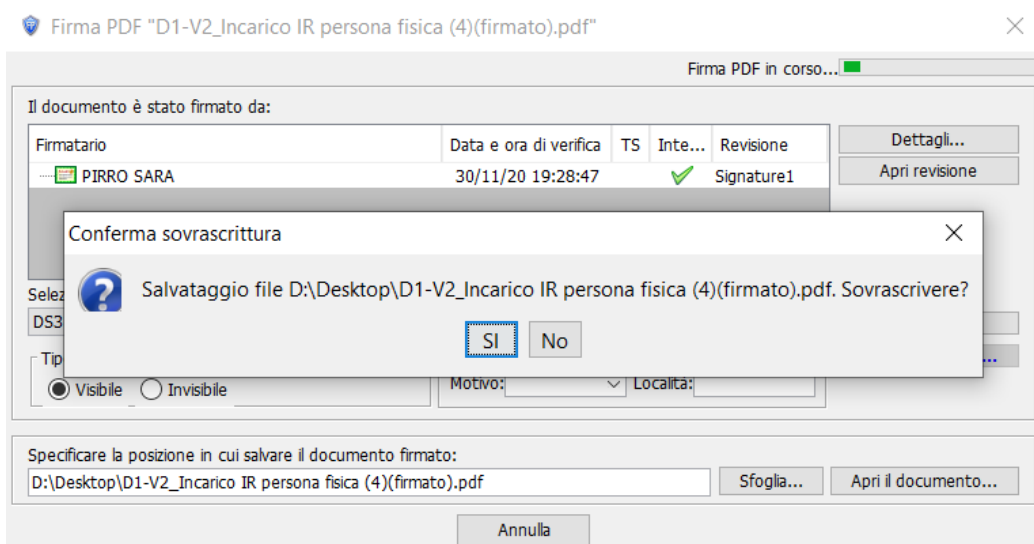 Firma PDF "D1-V2_Incarico IR persona fisica (4)(firmato).pdf"
Firma PDF in corso...
Il documento è stato firmato da:
Firmatario Data e ora di verifica TS Inte... Revisione
Dettagli...
PIRRO SARA 30/11/20 19:28:47 Signature1
Apri revisione
Conferma sovrascrittura
Salvataggio file D:\Desktop\D1-V2_Incarico IR persona fisica (4)(firmato).pdf. Sovrascrivere?
SI No
Selez
DS3
Tip
...
Visibile Invisibile
Motivo: Località:
Specificare la posizione in cui salvare il documento firmato:
D:\Desktop\D1-V2_Incarico IR persona fisica (4)(firmato).pdf Sfoglia... Apri il documento...
Annulla